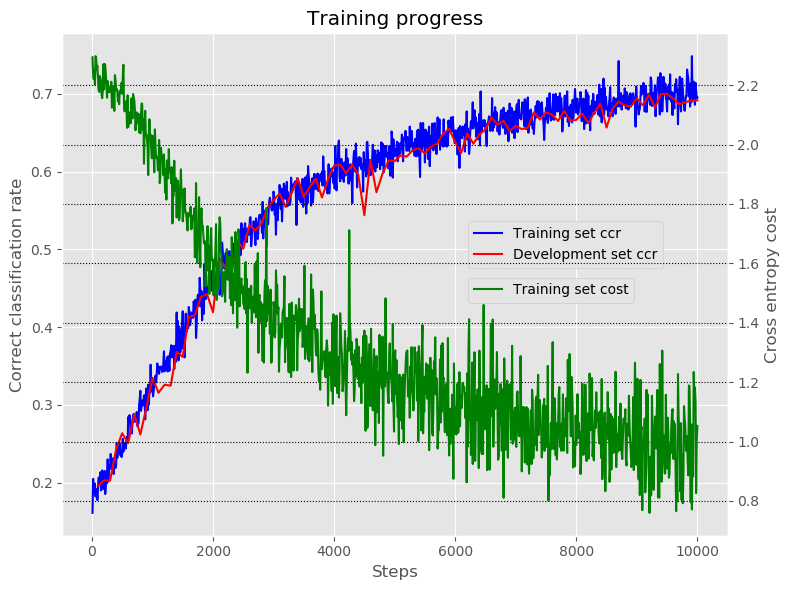 Training progress
Correct classification rate
0.7
0.6
0.5
0.4
0.3
0.2
Training set ccr
Development set ccr
Training set cost
2.2
2.0
1.8
1.6
1.4
1.2
1.0
0.8
Cross entropy cost
0 2000 4000 6000 8000 10000
Steps